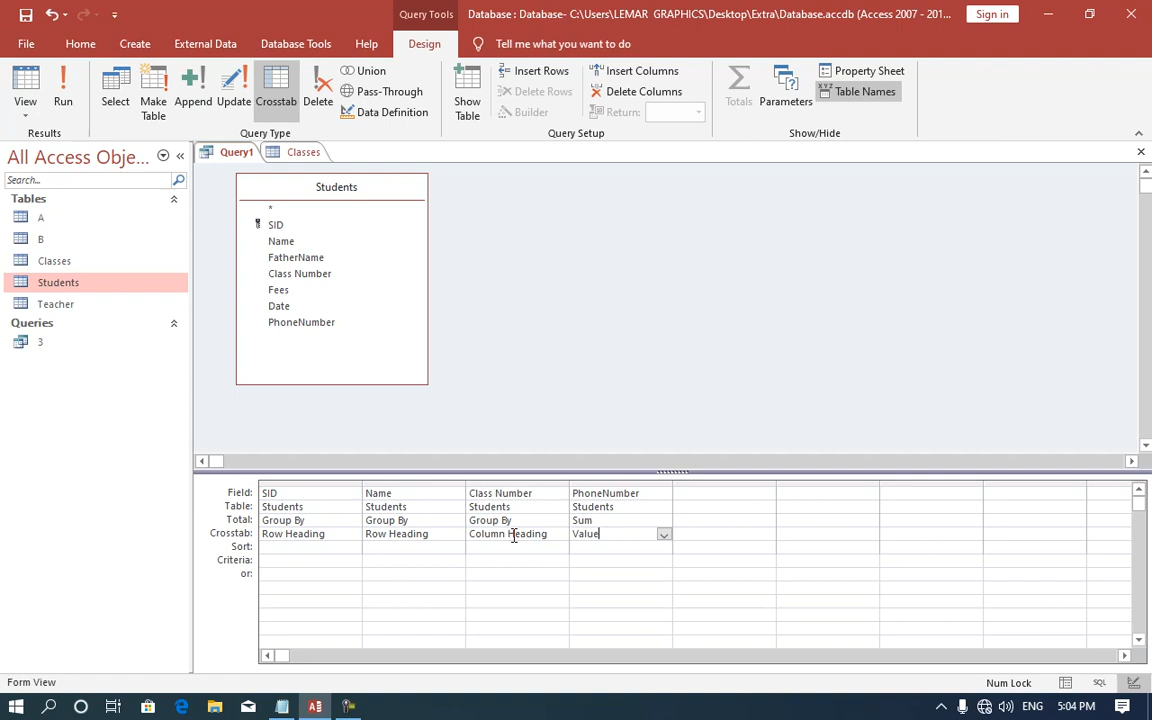 Query Tools Database : Database- C:\Users\LEMAR GRAPHICS\Desktop\Extra\Database.accdb (Access 2007 - 201... Sign in
File Home Create External Data Database Tools Help Design Tell me what you want to do
View Run Select Make Table Append Update Crosstab Delete
Union
Pass-Through
Data Definition
Show Table
Insert Rows
Delete Rows
Builder
Insert Columns
Delete Columns
Return:
Totals Parameters
Property Sheet
Table Names
Results Query Type Query Setup Show/Hide
All Access Obje...
Search...
Tables
A
B
Classes
Students
Teacher
Queries
3
Query1 Classes
Students
*
SID
Name
FatherName
Class Number
Fees
Date
PhoneNumber
Field: SID Name Class Number PhoneNumber
Table: Students Students Students Students
Total: Group By Group By Group By Sum
Crosstab: Row Heading Row Heading Column Heading Value
Sort:
Criteria:
or:
Form View Num Lock SQL
ENG 5:04 PM